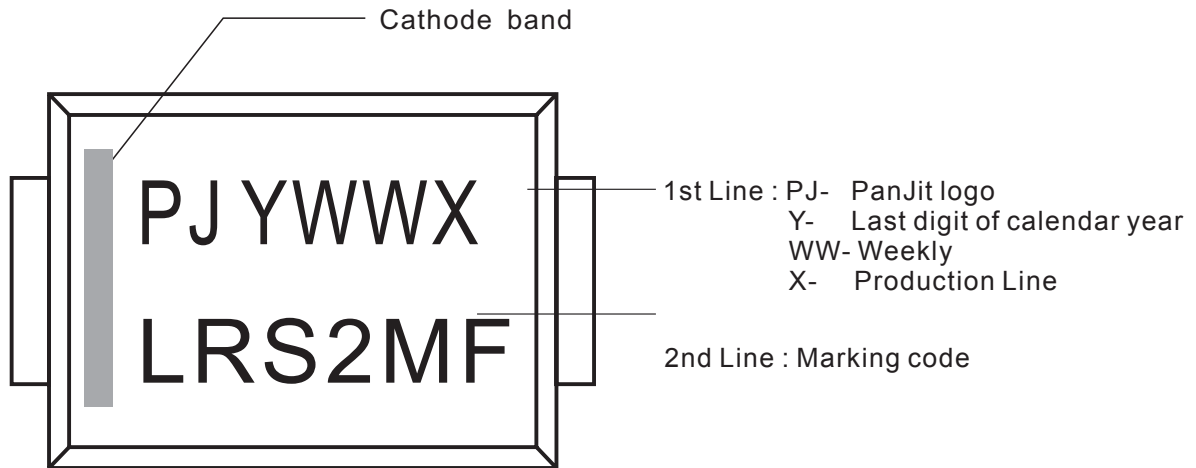 Cathode band
PJ YWWX
1st Line : PJ- PanJit logo
Y- Last digit of calendar year
WW- Weekly
X- Production Line
LRS2MF
2nd Line : Marking code